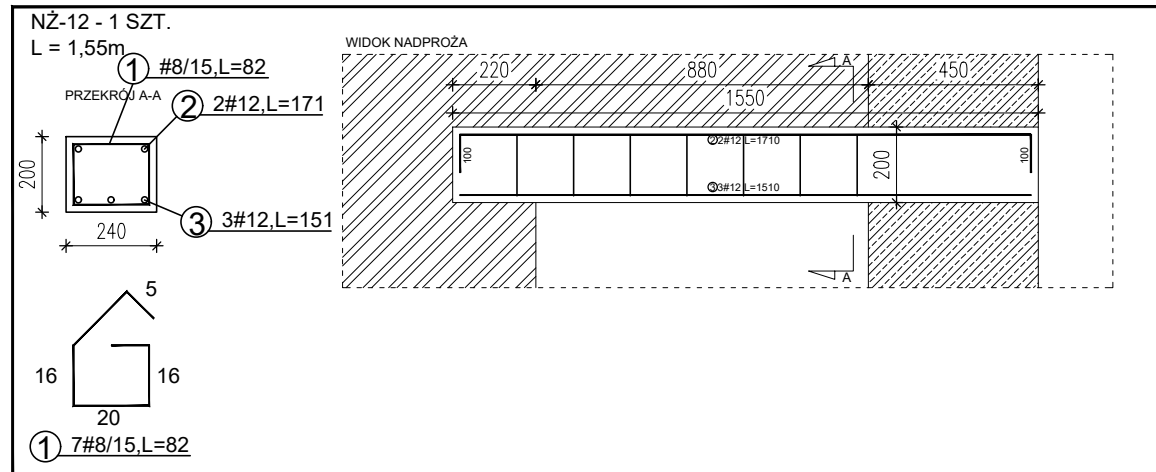 NŻ-12 - 1 SZT.
L = 1,55m
1 #8/15,L=82
PRZEKRÓJ A-A
2 2#12,L=171
200
3 3#12,L=151
240
5
16
16
20
1 7#8/15,L=82
WIDOK NADPROŻA
220
880
A
450
1550
100
2 2#12 L=1710
200
100
3 3#12 L=1510
A